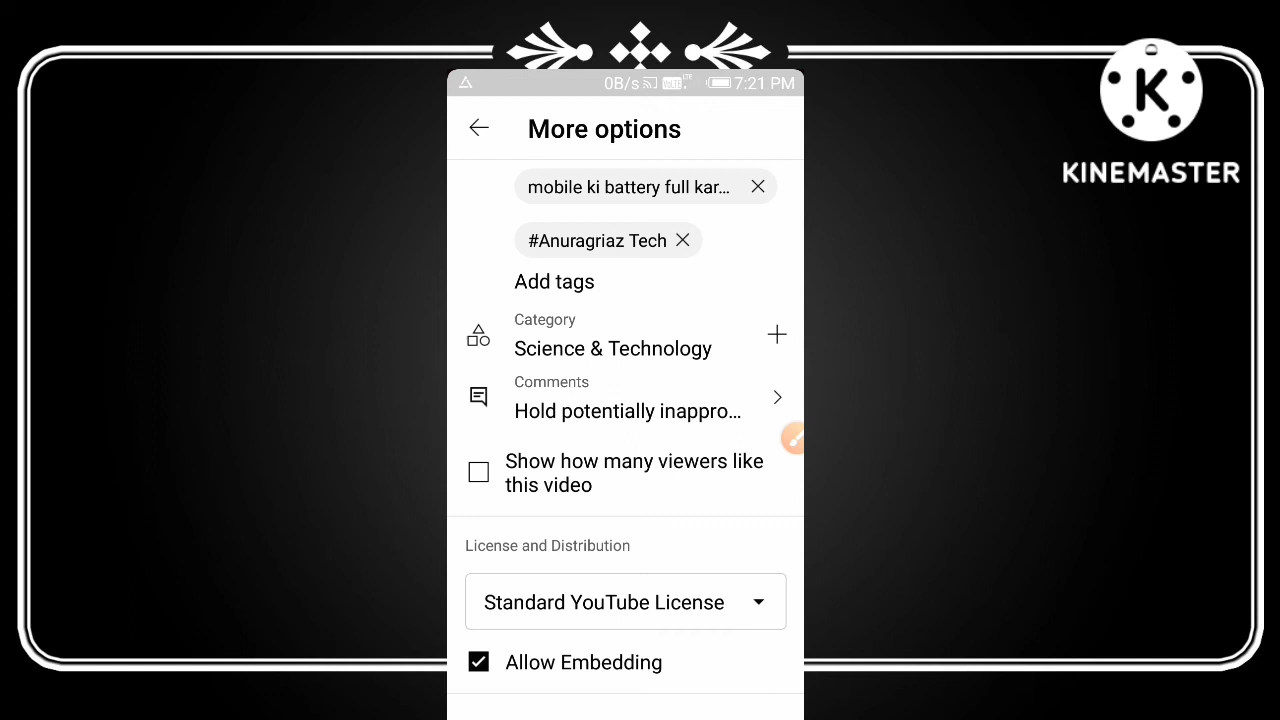 0B/s VoLTE LTE 7:21 PM
More options
mobile ki battery full kar...
#Anuragriaz Tech
Add tags
Category
Science & Technology
Comments
Hold potentially inappro...
Show how many viewers like
this video
License and Distribution
Standard YouTube License
Allow Embedding
K
KINEMASTER